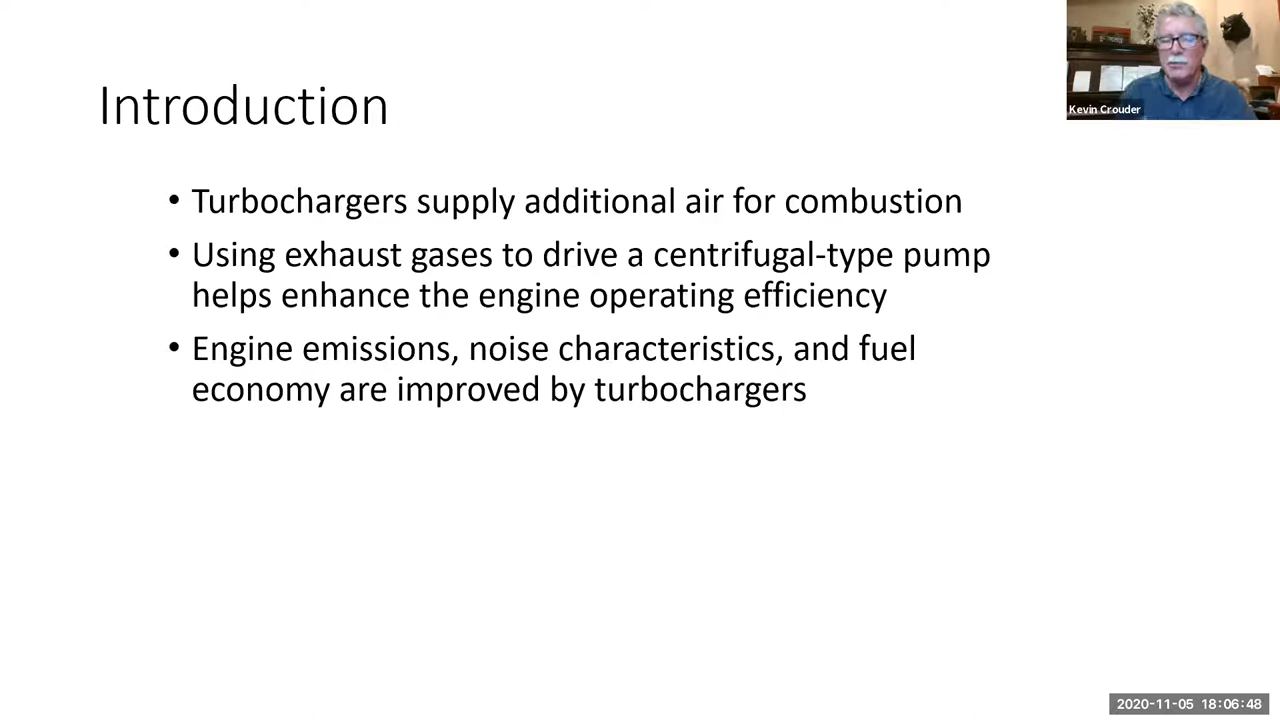 Introduction
• Turbochargers supply additional air for combustion
• Using exhaust gases to drive a centrifugal-type pump
helps enhance the engine operating efficiency
• Engine emissions, noise characteristics, and fuel
economy are improved by turbochargers
Kevin Crouder
2020-11-05 18:06:48